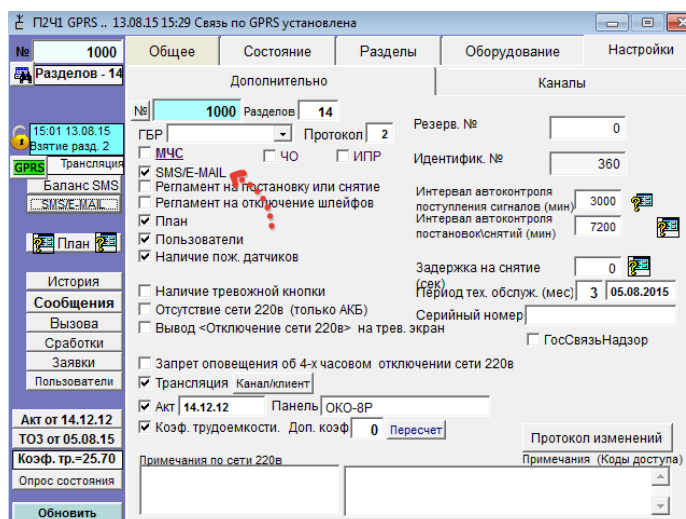 П2Ч1 GPRS .. 13.08.15 15:29 Связь по GPRS установлена
№ 1000
Разделов - 14
15:01 13.08.15
Взятие разд. 2
GPRS Трансляция
Баланс SMS
SMS/E-MAIL
План
История
Сообщения
Вызова
Сработки
Заявки
Пользователи
Акт от 14.12.12
ТОЗ от 05.08.15
Коэф. тр.=25.70
Опрос состояния
Обновить
Общее Состояние Разделы Оборудование Настройки
Дополнительно Каналы
№ 1000 Разделов 14
ГБР Протокол 2
МЧС ЧО ИПР
SMS/E-MAIL
Регламент на постановку или снятие
Регламент на отключение шлейфов
План
Пользователи
Наличие пож. датчиков
Наличие тревожной кнопки
Отсутствие сети 220в (только АКБ)
Вывод <Отключение сети 220в> на трев. экран
Резерв. № 0
Идентифик. № 360
Интервал автоконтроля
поступления сигналов (мин) 3000
Интервал автоконтроля
постановок\снятий (мин) 7200
Задержка на снятие 0
(сек)
Период тех. обслуж. (мес) 3 05.08.2015
Серийный номер
ГосСвязьНадзор
Запрет оповещения об 4-х часовом отключении сети 220в
Трансляция Канал/клиент
Акт 14.12.12 Панель ОКО-8Р
Коэф. трудоемкости. Доп. коэф 0 Пересчет
Протокол изменений
Примечания по сети 220в Примечания (Коды доступа)